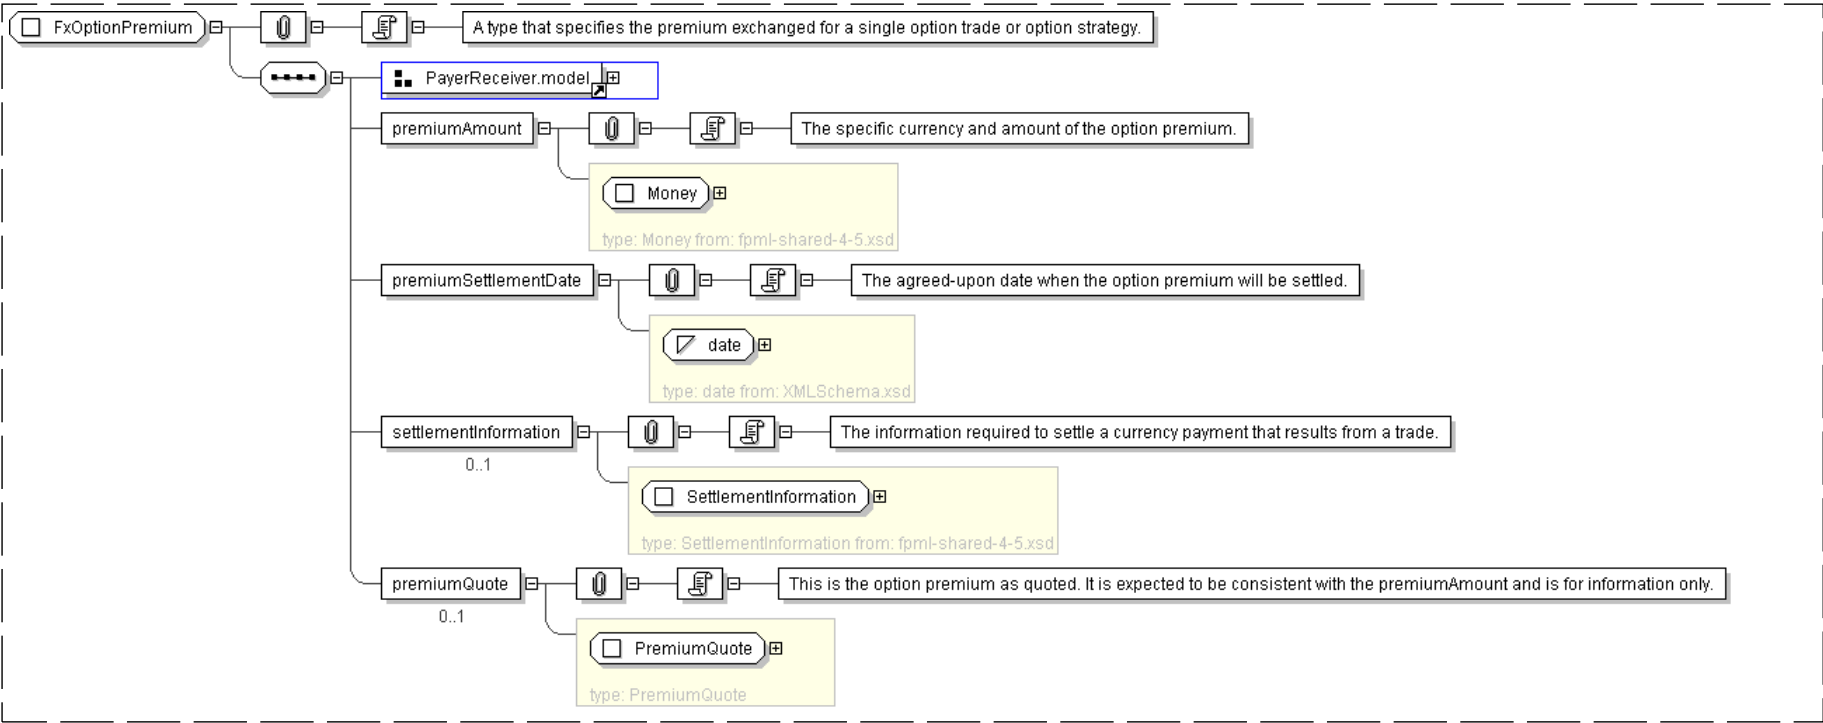 FxOptionPremium
A type that specifies the premium exchanged for a single option trade or option strategy.
PayerReceiver.model
premiumAmount
The specific currency and amount of the option premium.
Money
type: Money from: fpml-shared-4-5.xsd
premiumSettlementDate
The agreed-upon date when the option premium will be settled.
date
type: date from: XMLSchema.xsd
settlementInformation
The information required to settle a currency payment that results from a trade.
0..1
SettlementInformation
type: SettlementInformation from: fpml-shared-4-5.xsd
premiumQuote
This is the option premium as quoted. It is expected to be consistent with the premiumAmount and is for information only.
0..1
PremiumQuote
type: PremiumQuote